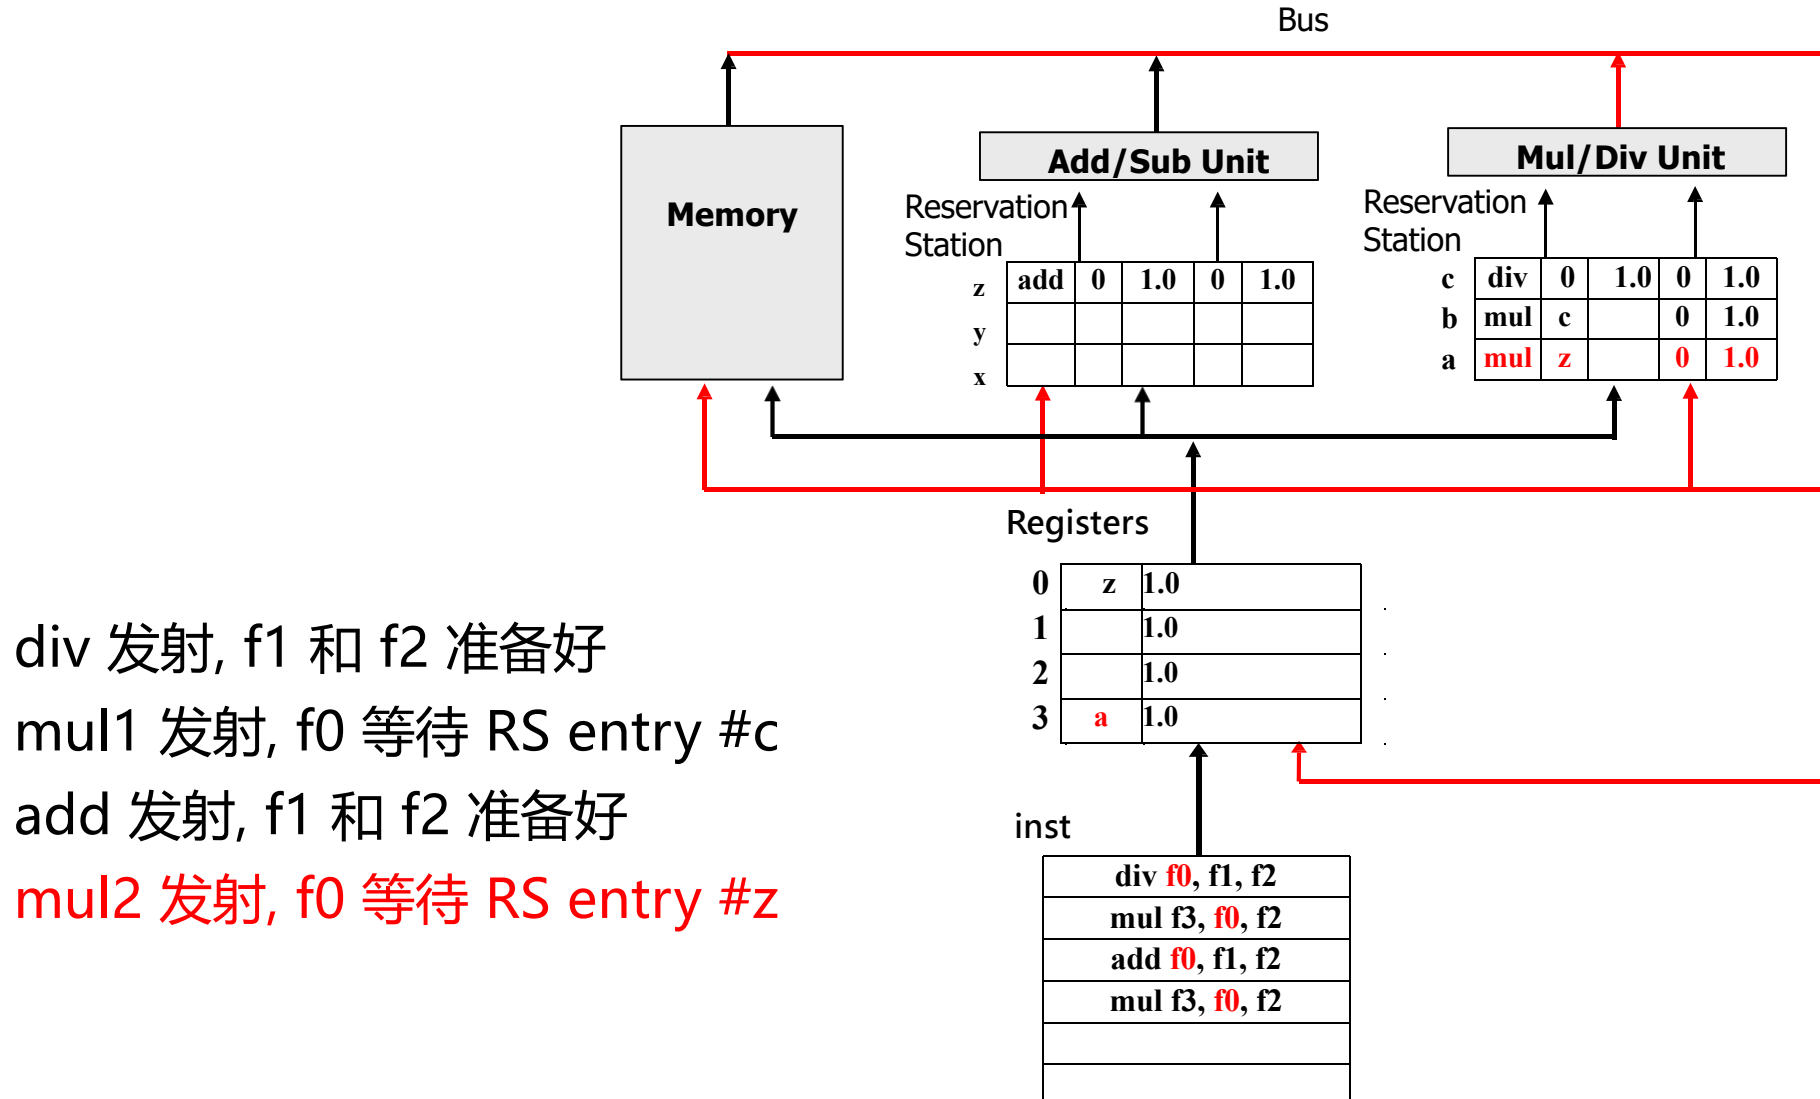 Bus
Memory
Add/Sub Unit
Mul/Div Unit
Reservation
Station
z add 0 1.0 0 1.0
y
x
Reservation
Station
c div 0 1.0 0 1.0
b mul c 0 1.0
a mul z 0 1.0
Registers
0 z 1.0
1 1.0
2 1.0
3 a 1.0
div 发射, f1 和 f2 准备好
mul1 发射, f0 等待 RS entry #c
add 发射, f1 和 f2 准备好
mul2 发射, f0 等待 RS entry #z
inst
div f0, f1, f2
mul f3, f0, f2
add f0, f1, f2
mul f3, f0, f2